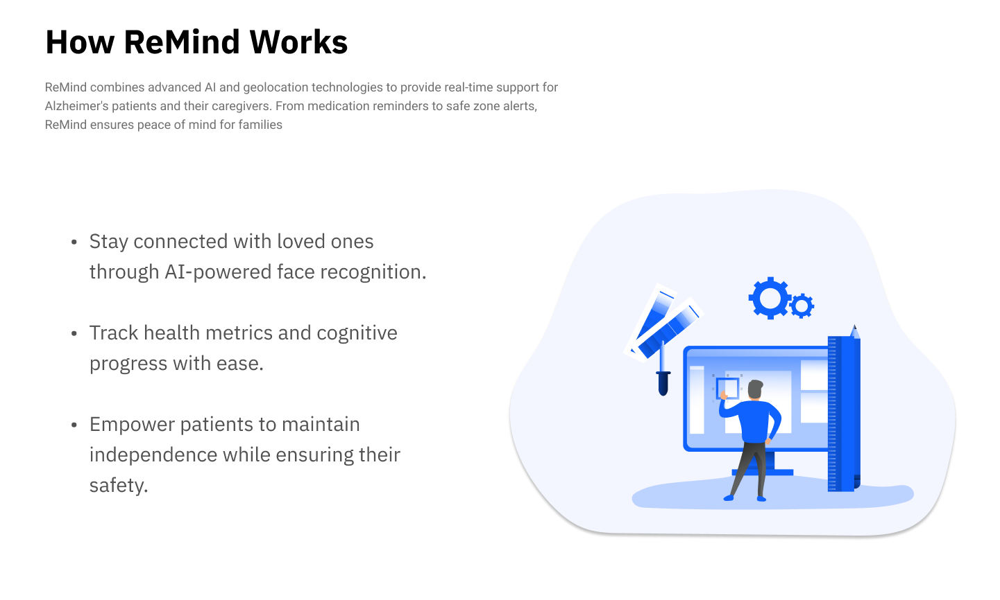 How ReMind Works
ReMind combines advanced AI and geolocation technologies to provide real-time support for
Alzheimer's patients and their caregivers. From medication reminders to safe zone alerts,
ReMind ensures peace of mind for families
• Stay connected with loved ones
through AI-powered face recognition.
• Track health metrics and cognitive
progress with ease.
• Empower patients to maintain
independence while ensuring their
safety.